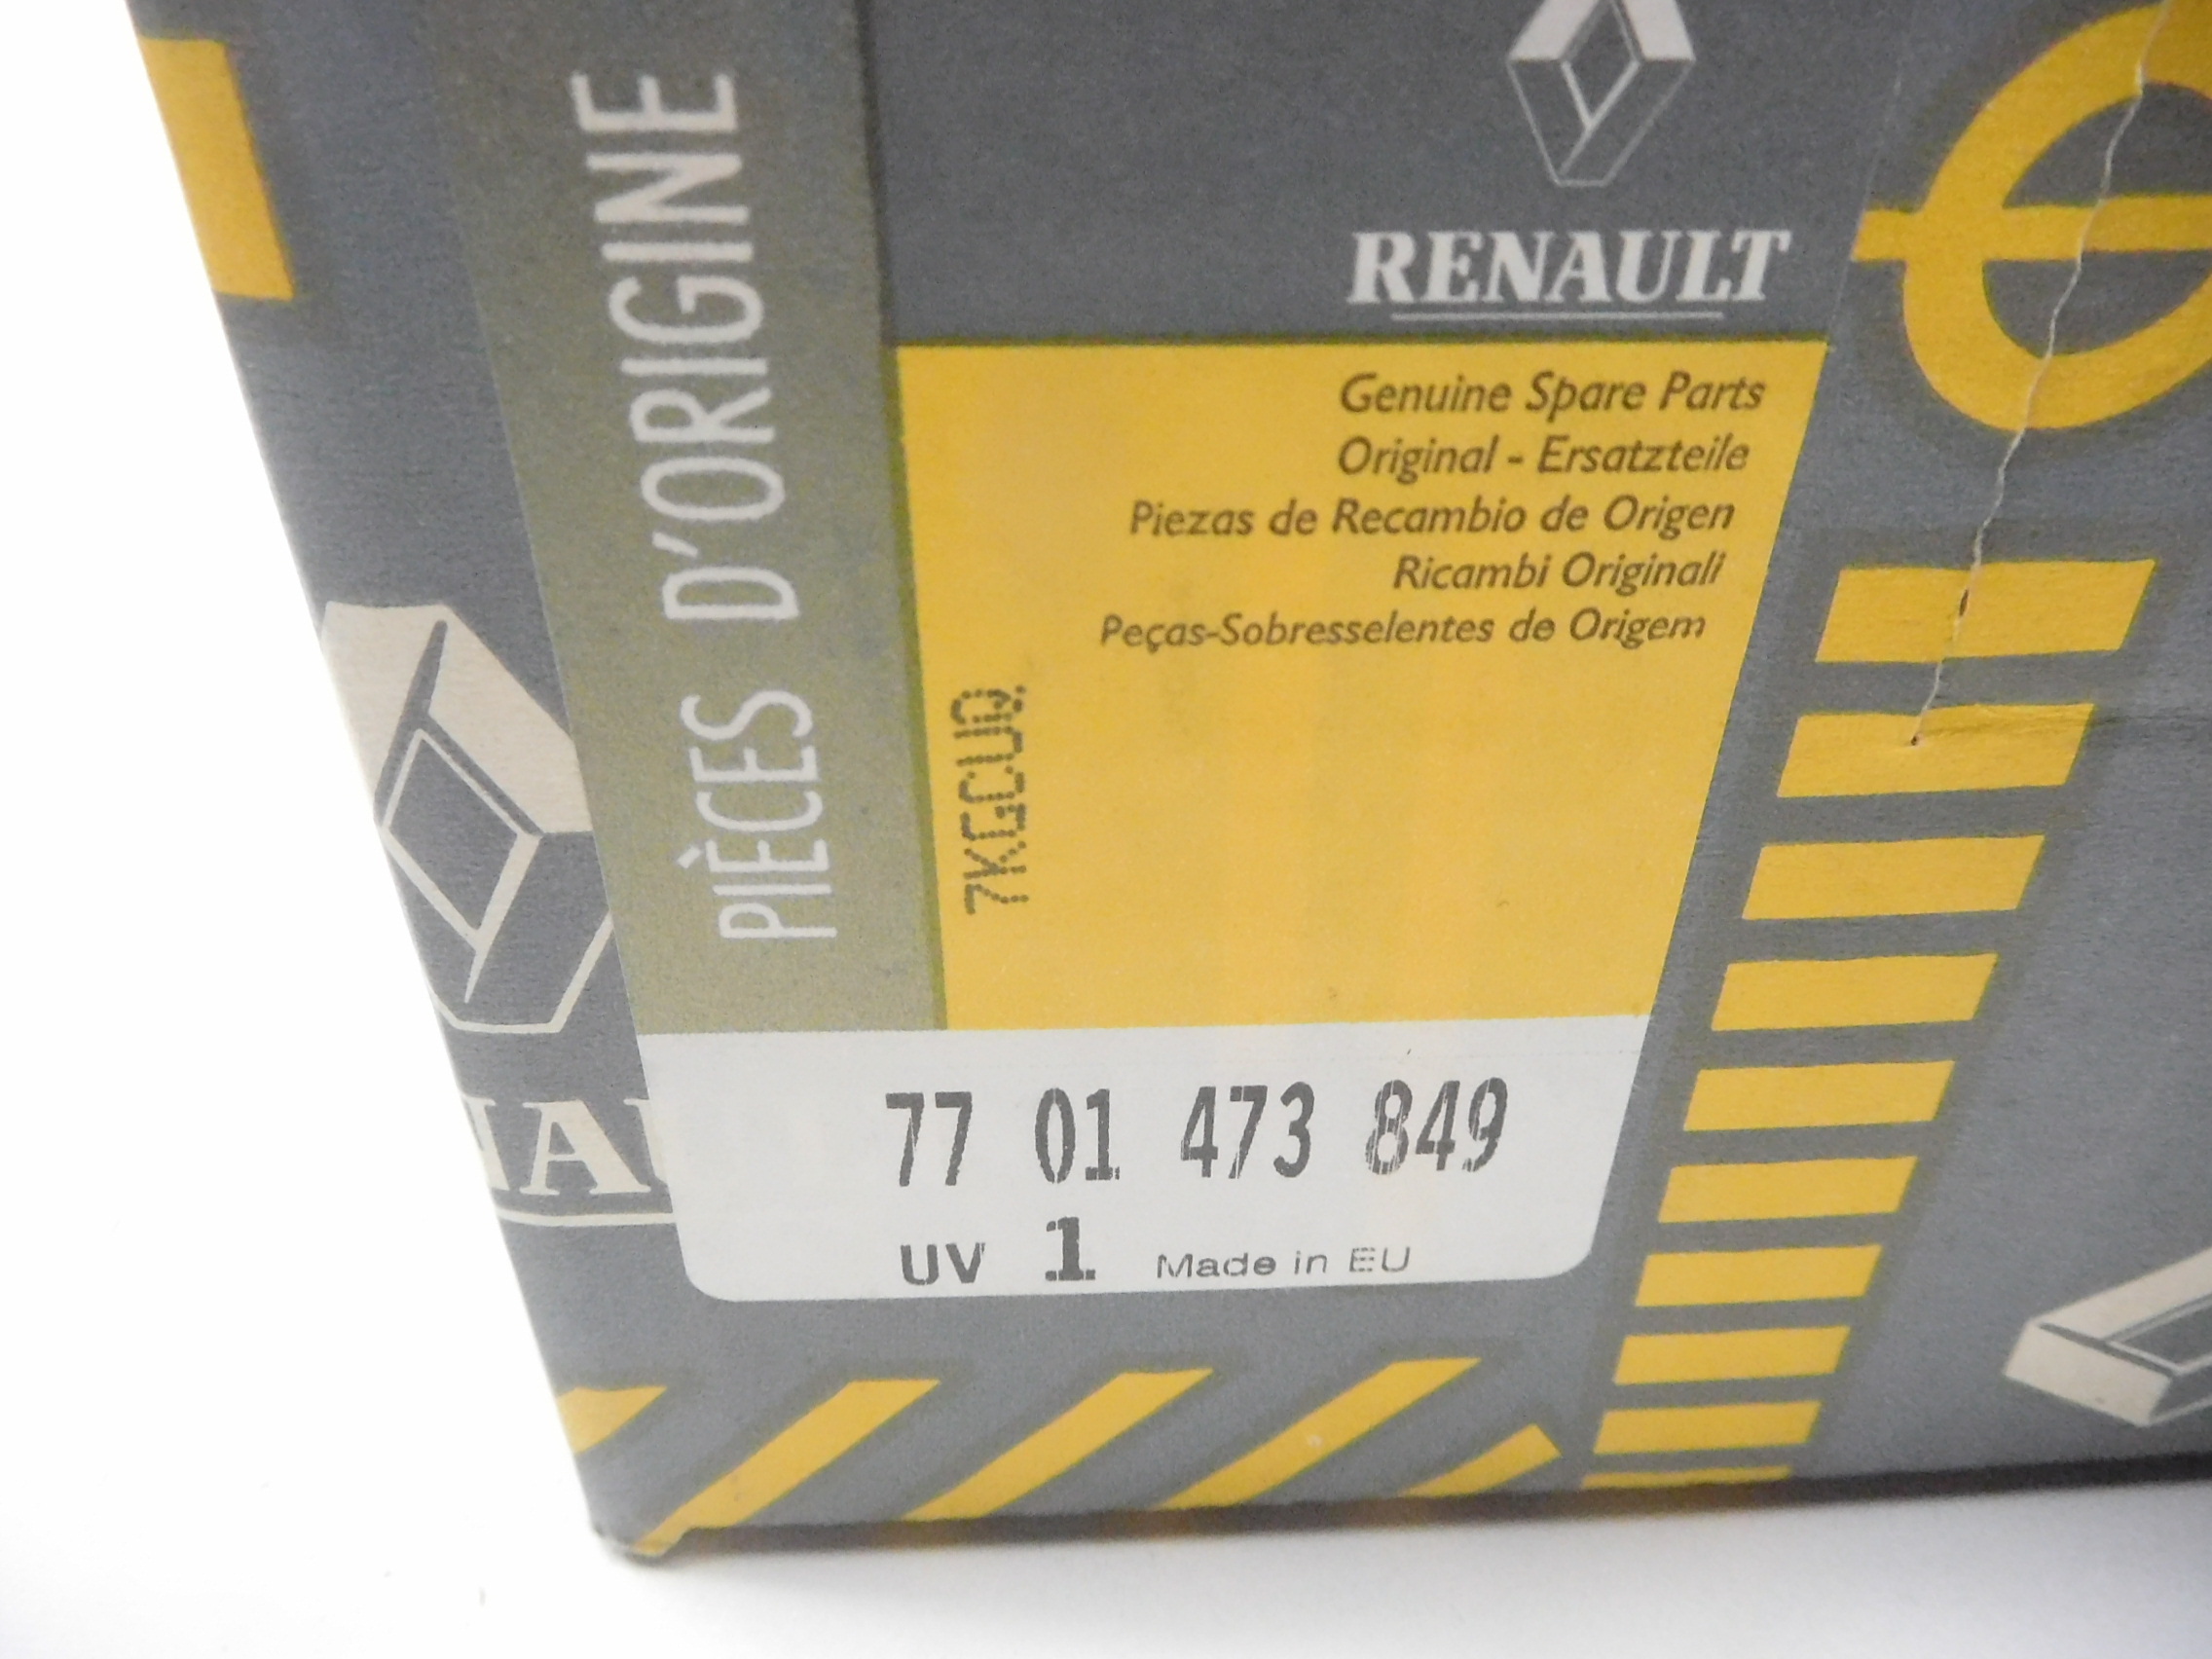 RENAULT
Genuine Spare Parts
Original - Ersatzteile
Piezas de Recambio de Origen
Ricambi Originali
Peças-Sobresselentes de Origem
PIÈCES D'ORIGINE
7KGCUQ.
77 01 473 849
UV 1 Made in EU